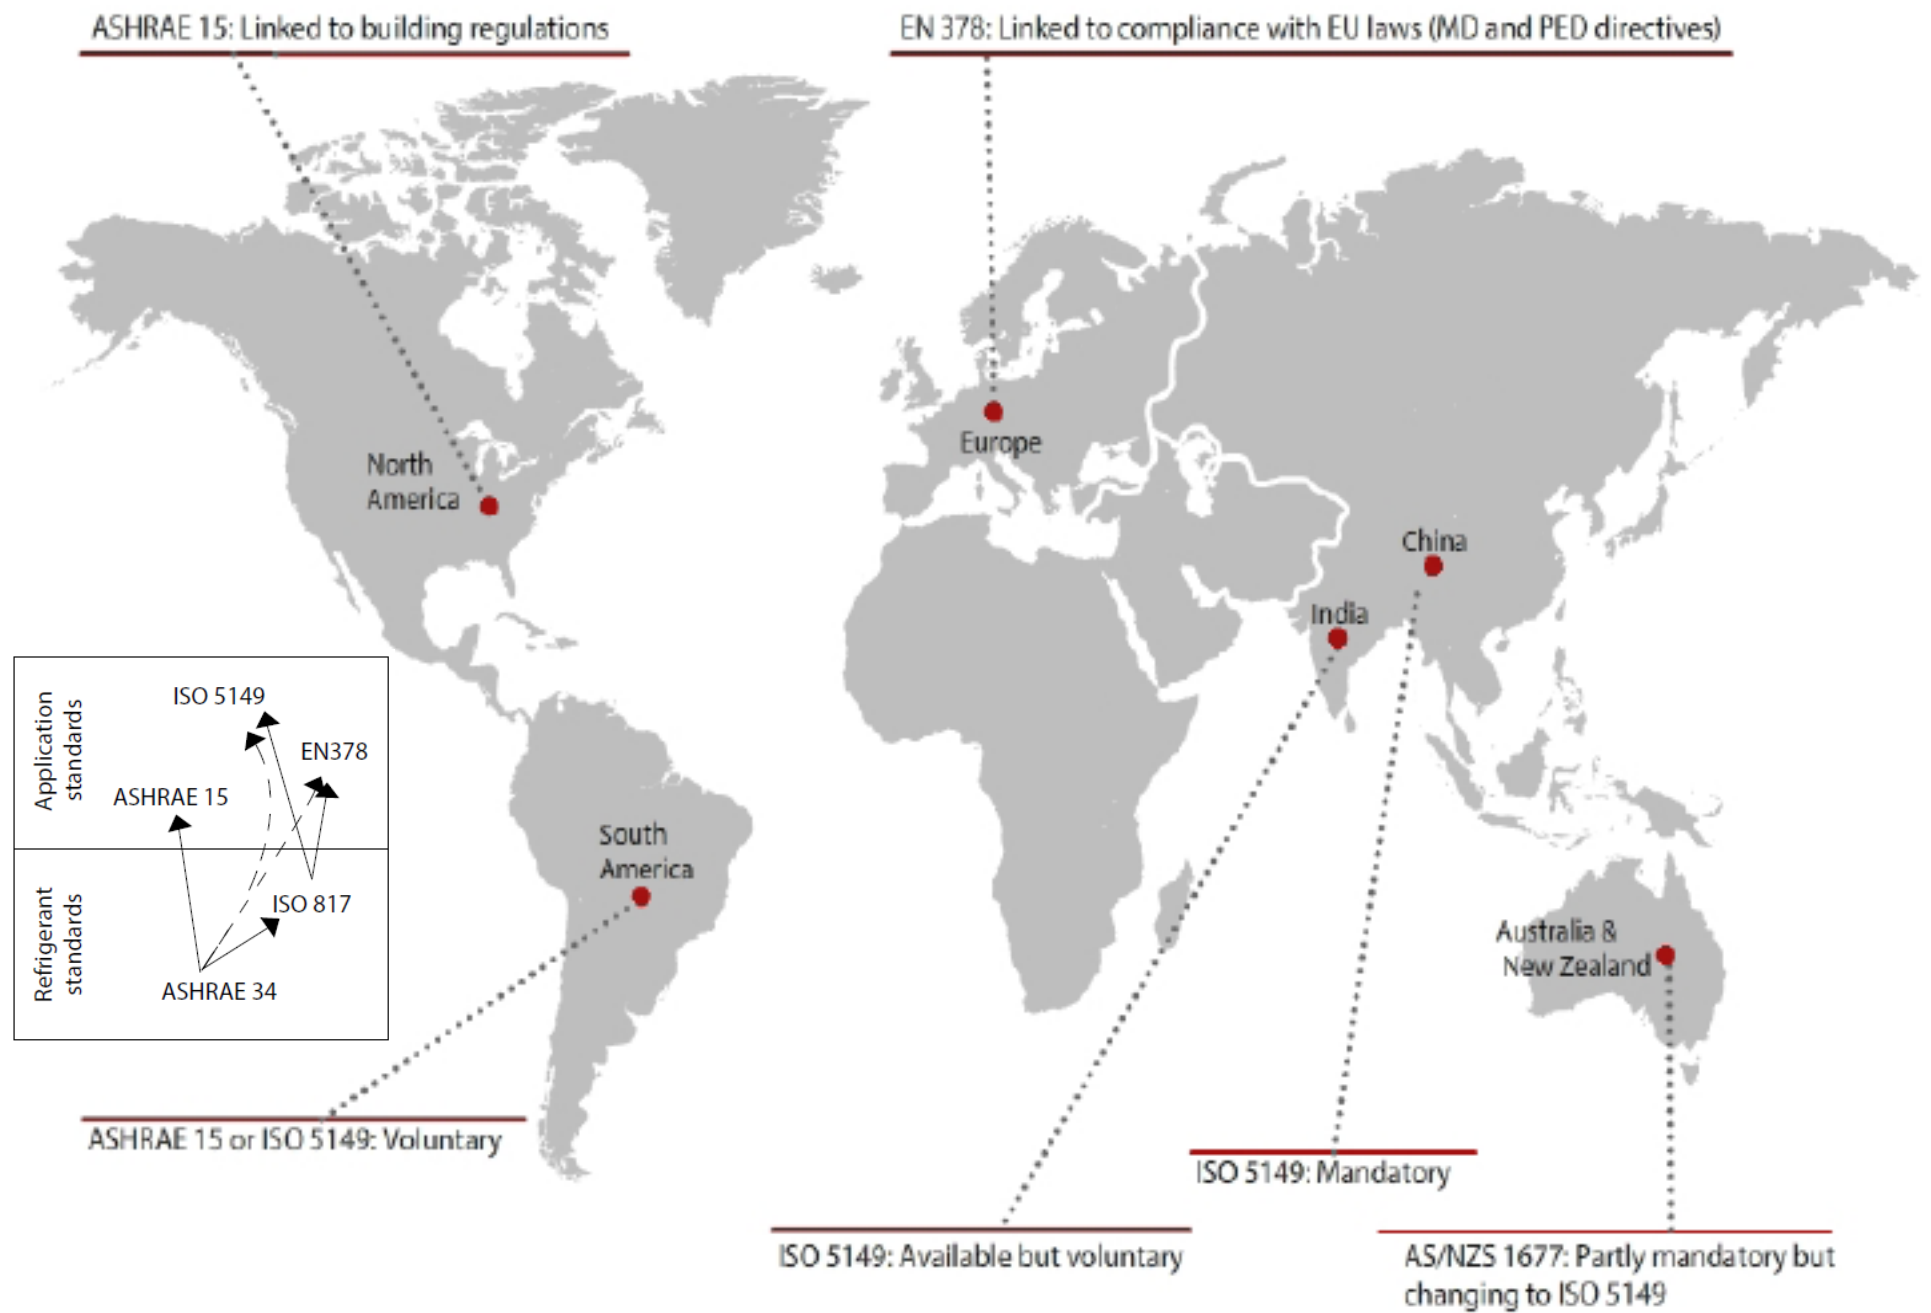 ASHRAE 15: Linked to building regulations
EN 378: Linked to compliance with EU laws (MD and PED directives)
North
America
Europe
China
India
South
America
Australia &
New Zealand
Application
standards
ISO 5149
EN378
ASHRAE 15
Refrigerant
standards
ISO 817
ASHRAE 34
ASHRAE 15 or ISO 5149: Voluntary
ISO 5149: Mandatory
ISO 5149: Available but voluntary
AS/NZS 1677: Partly mandatory but
changing to ISO 5149